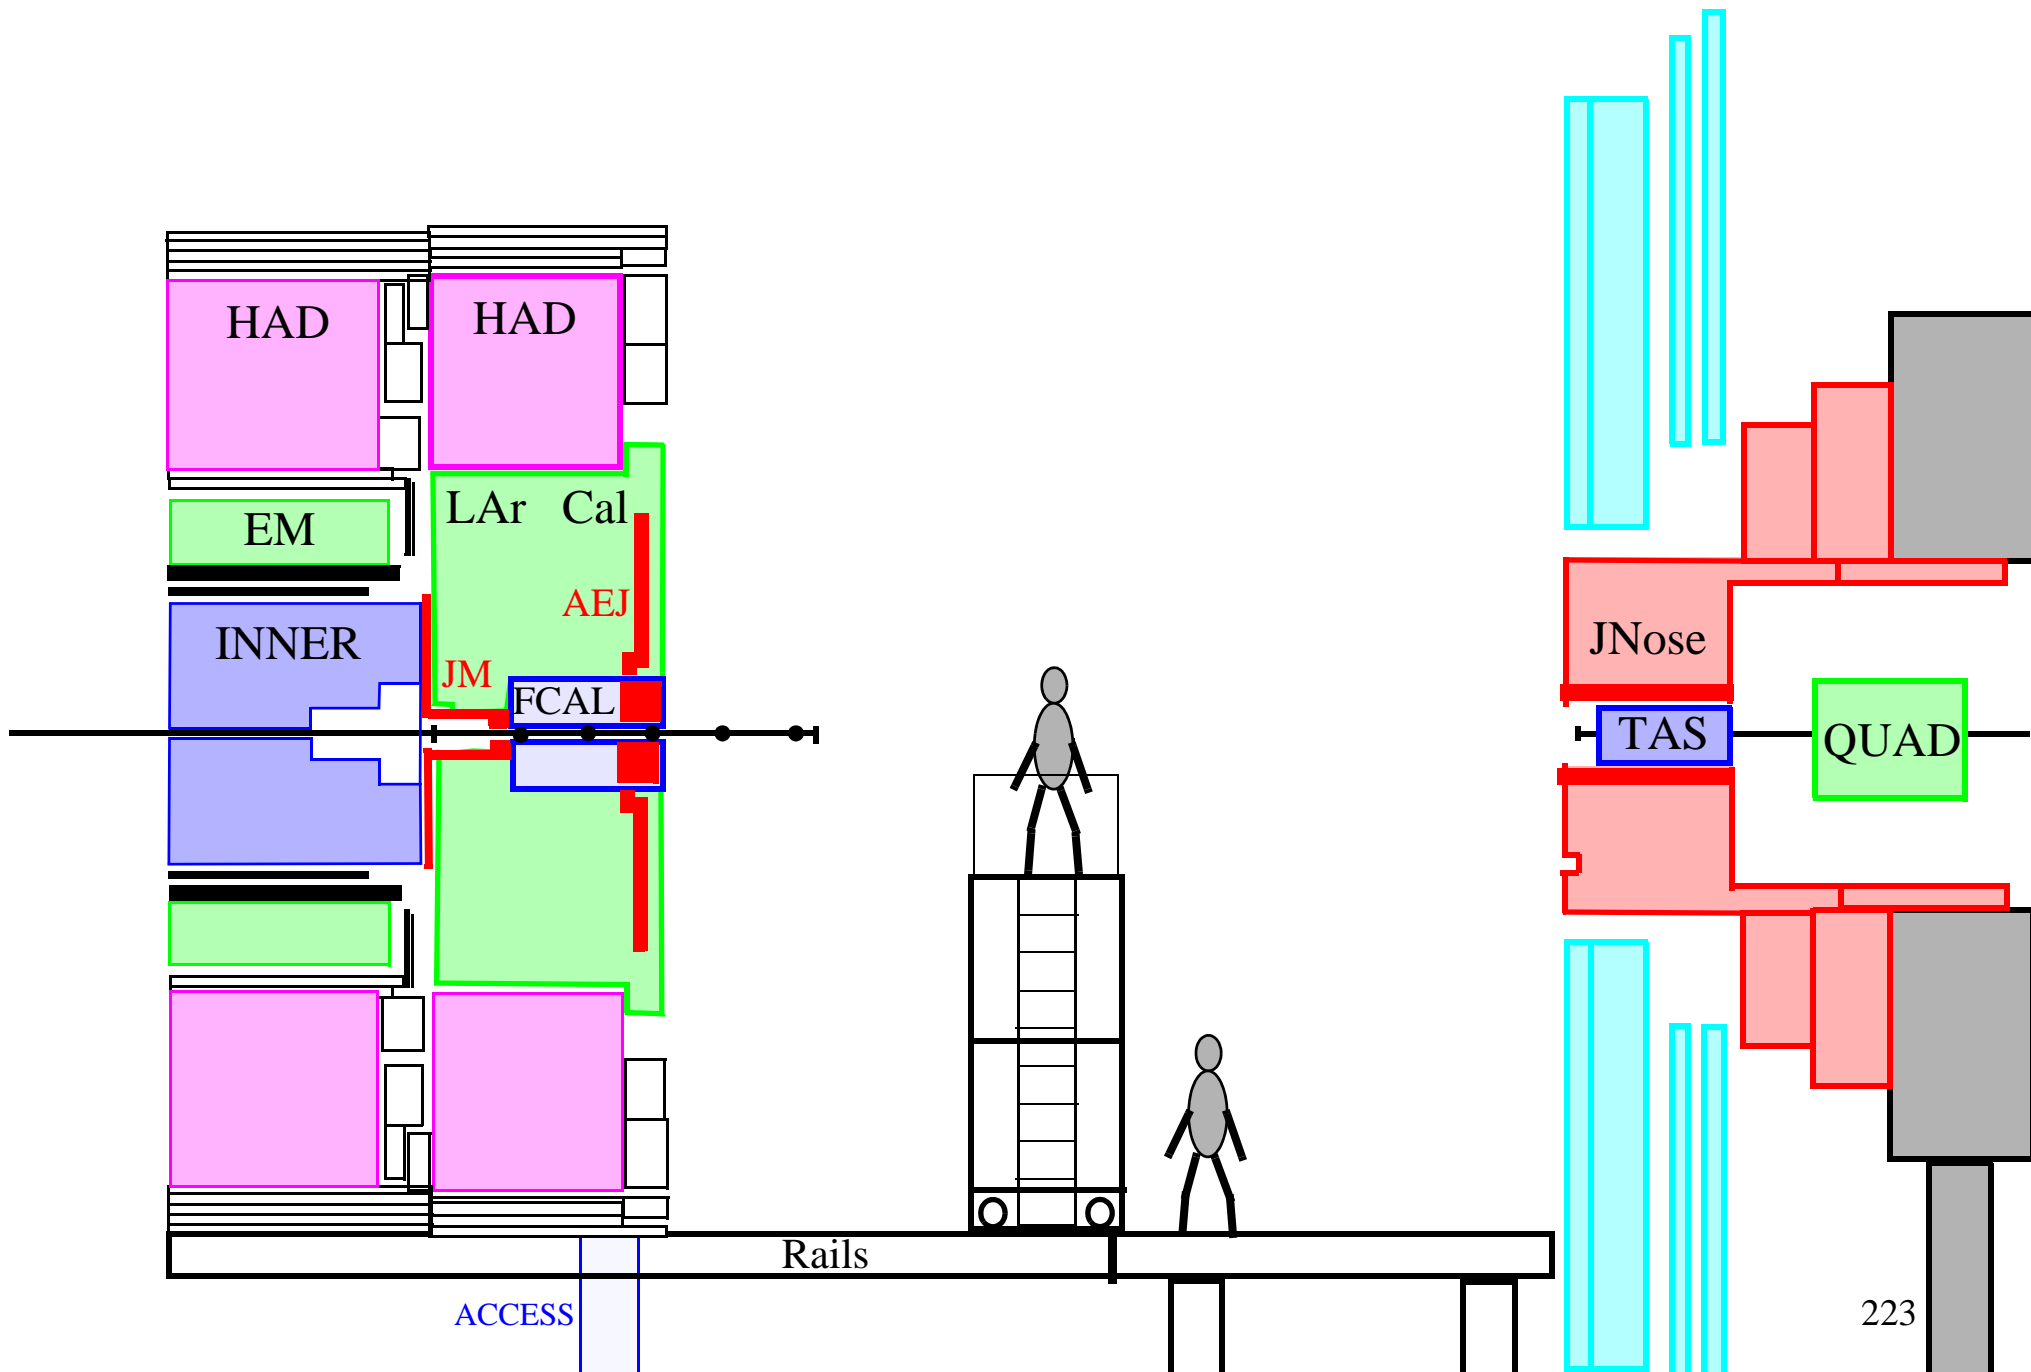 HAD
HAD
LAr Cal
EM
AEJ
INNER
JNose
JM
FCAL
TAS
QUAD
Rails
ACCESS
223